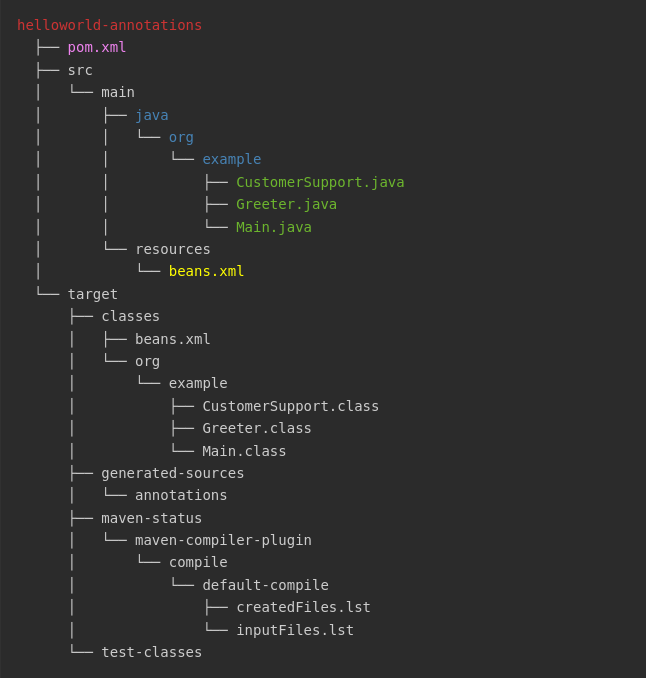 helloworld-annotations
├── pom.xml
├── src
│   └── main
│       ├── java
│       │   └── org
│       │       └── example
│       │           ├── CustomerSupport.java
│       │           ├── Greeter.java
│       │           └── Main.java
│       └── resources
│           └── beans.xml
└── target
    ├── classes
    │   ├── beans.xml
    │   └── org
    │       └── example
    │           ├── CustomerSupport.class
    │           ├── Greeter.class
    │           └── Main.class
    ├── generated-sources
    │   └── annotations
    ├── maven-status
    │   └── maven-compiler-plugin
    │       └── compile
    │           └── default-compile
    │               ├── createdFiles.lst
    │               └── inputFiles.lst
    └── test-classes